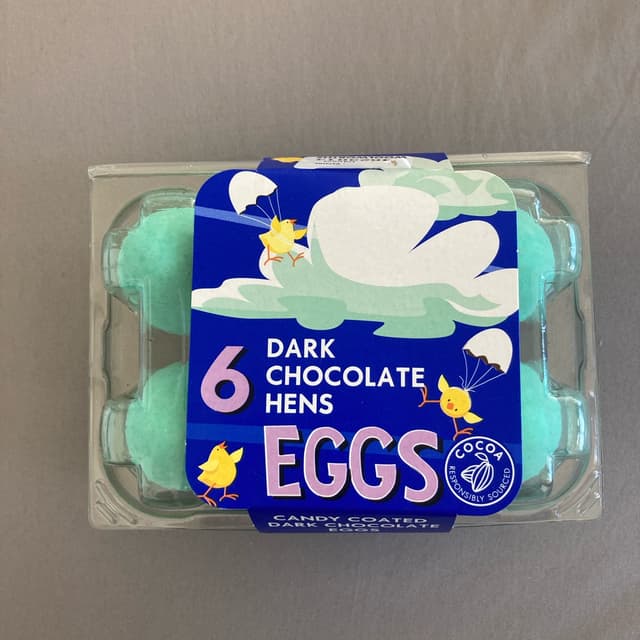 6
DARK
CHOCOLATE
HENS
EGGS
COCOA
RESPONSIBLY SOURCED
CANDY COATED
DARK CHOCOLATE
EGGS